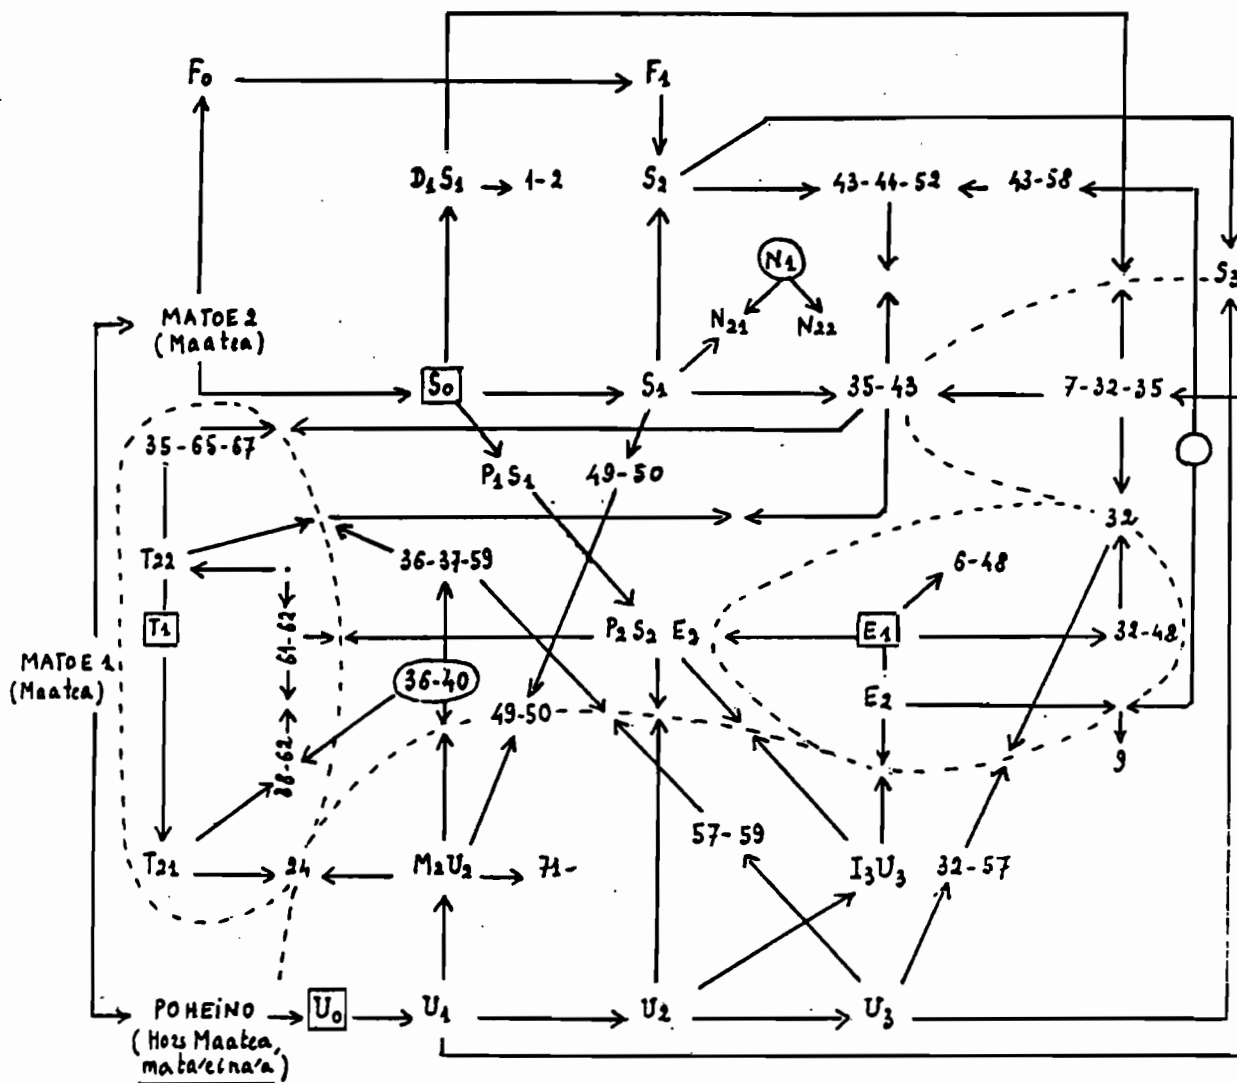 F0 F1
D1S1 1-2 S2 43-44-52 43-58
N1
S3
MATOE 2
(Maatea)
N21 N22
S0 S1 35-43 7-32-35
35-65-67
P1S1 49-50
32
T22 36-37-59 6-48
T1 61-62 P2S2 E2 E1 32-48
MATOE 1
(Maatea)
36-40 E2
49-50
38-62 9
57-59
T21 24 M2U2 71- I3U3 32-57
POHEINO U0 U1 U2 U3
(Hors Maatea,
mata'eina'a)